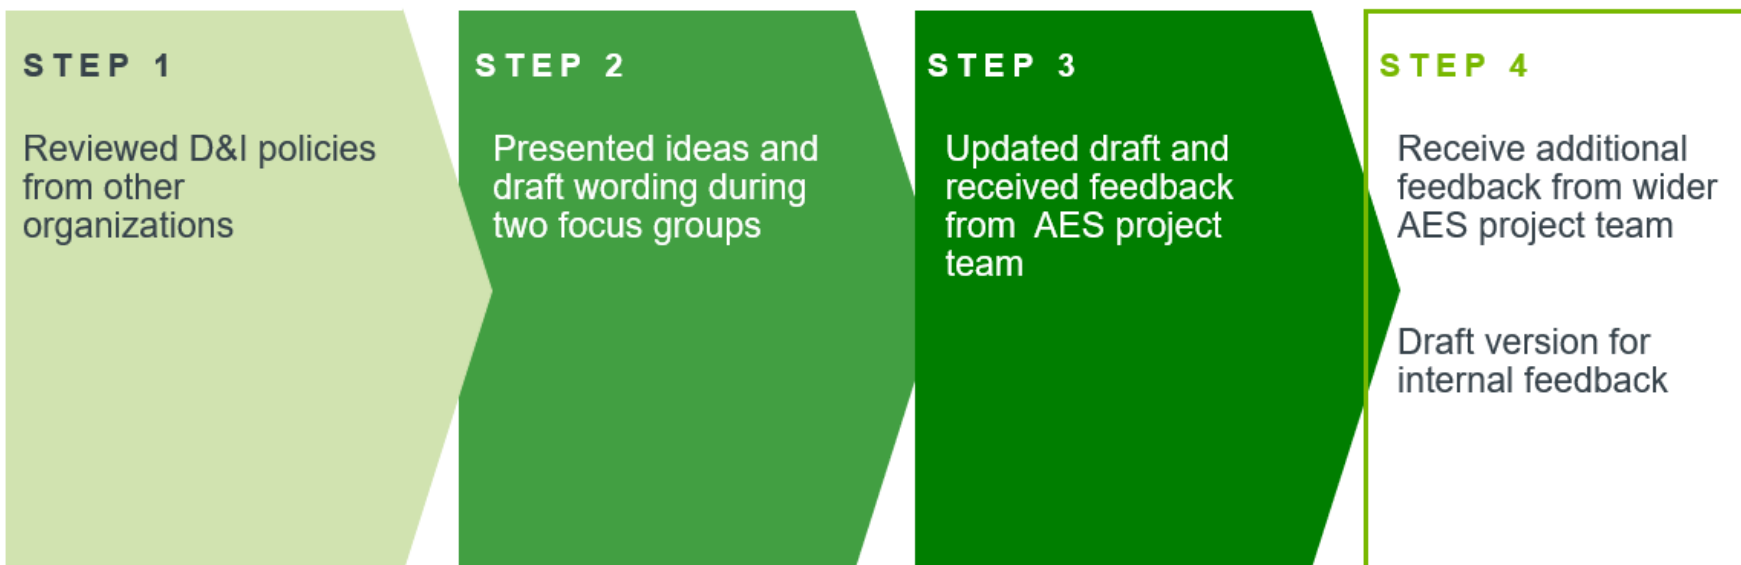 STEP 1
Reviewed D&I policies
from other
organizations
STEP 2
Presented ideas and
draft wording during
two focus groups
STEP 3
Updated draft and
received feedback
from  AES project
team
STEP 4
Receive additional
feedback from wider
AES project team
Draft version for
internal feedback